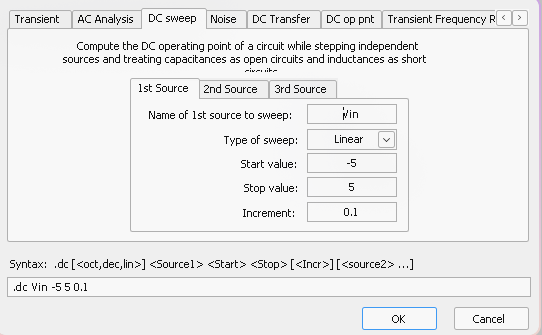 Transient AC Analysis DC sweep Noise DC Transfer DC op pnt Transient Frequency R
Compute the DC operating point of a circuit while stepping independent
sources and treating capacitances as open circuits and inductances as short
circuits
1st Source 2nd Source 3rd Source
Name of 1st source to sweep: Vin
Type of sweep: Linear
Start value: -5
Stop value: 5
Increment: 0.1
Syntax: .dc [<oct,dec,lin>] <Source1> <Start> <Stop> [<Incr>] [<source2> ...]
.dc Vin -5 5 0.1
OK Cancel